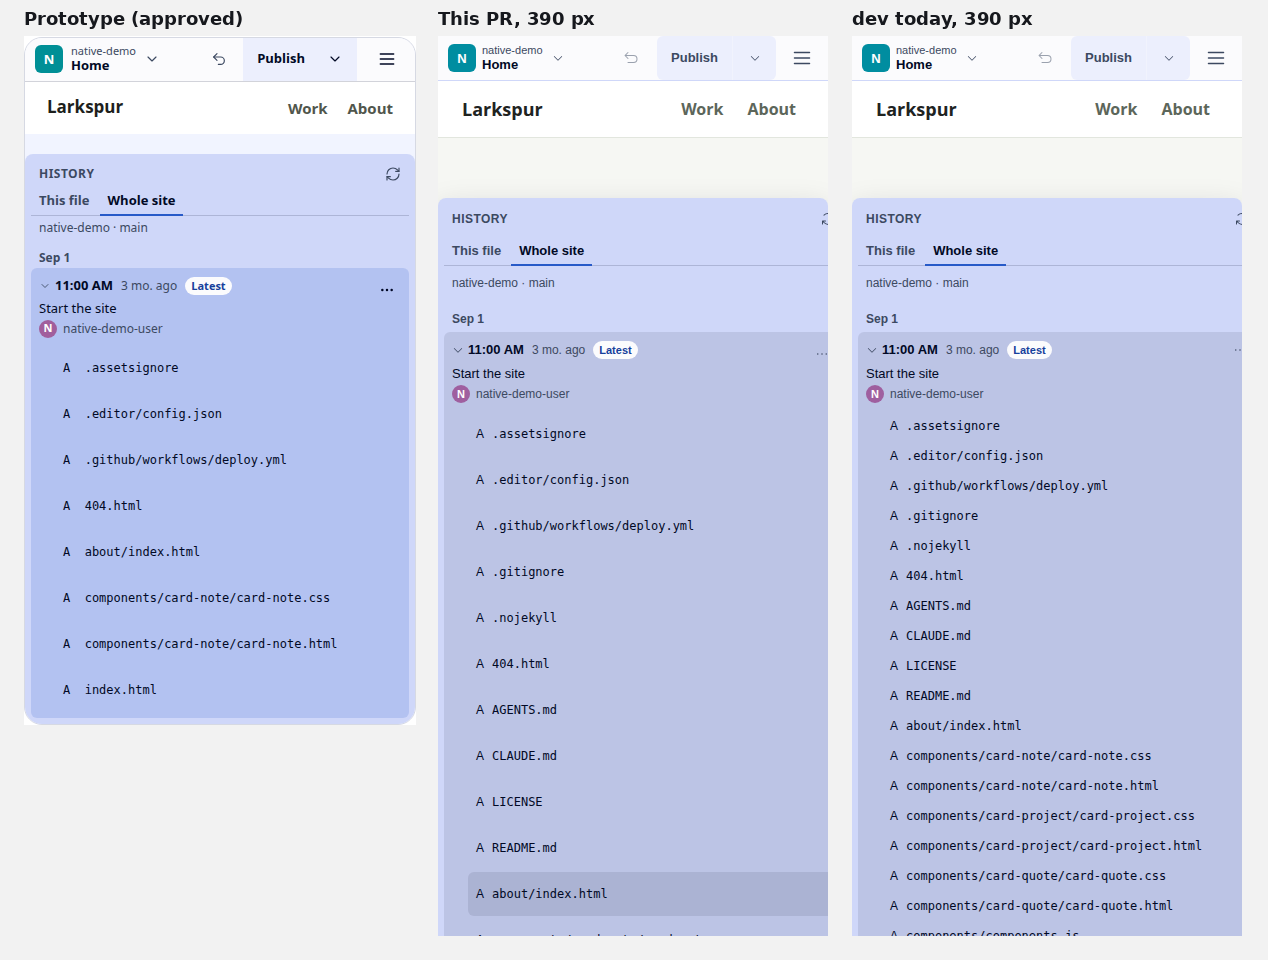 Prototype (approved)
native-demo
Home
Publish
Larkspur
Work
About
HISTORY
This file
Whole site
native-demo · main
Sep 1
11:00 AM 3 mo. ago Latest
Start the site
N native-demo-user
A .assetsignore
A .editor/config.json
A .github/workflows/deploy.yml
A 404.html
A about/index.html
A components/card-note/card-note.css
A components/card-note/card-note.html
A index.html
This PR, 390 px
N
native-demo
Home
Publish
Larkspur
Work
About
HISTORY
This file
Whole site
native-demo · main
Sep 1
11:00 AM 3 mo. ago Latest
Start the site
N native-demo-user
A .assetsignore
A .editor/config.json
A .github/workflows/deploy.yml
A .gitignore
A .nojekyll
A 404.html
A AGENTS.md
A CLAUDE.md
A LICENSE
A README.md
A about/index.html
dev today, 390 px
N
native-demo
Home
Publish
Larkspur
Work
About
HISTORY
This file
Whole site
native-demo · main
Sep 1
11:00 AM 3 mo. ago Latest
Start the site
N native-demo-user
A .assetsignore
A .editor/config.json
A .github/workflows/deploy.yml
A .gitignore
A .nojekyll
A 404.html
A AGENTS.md
A CLAUDE.md
A LICENSE
A README.md
A about/index.html
A components/card-note/card-note.css
A components/card-note/card-note.html
A components/card-project/card-project.css
A components/card-project/card-project.html
A components/card-quote/card-quote.css
A components/card-quote/card-quote.html
A components/components.js